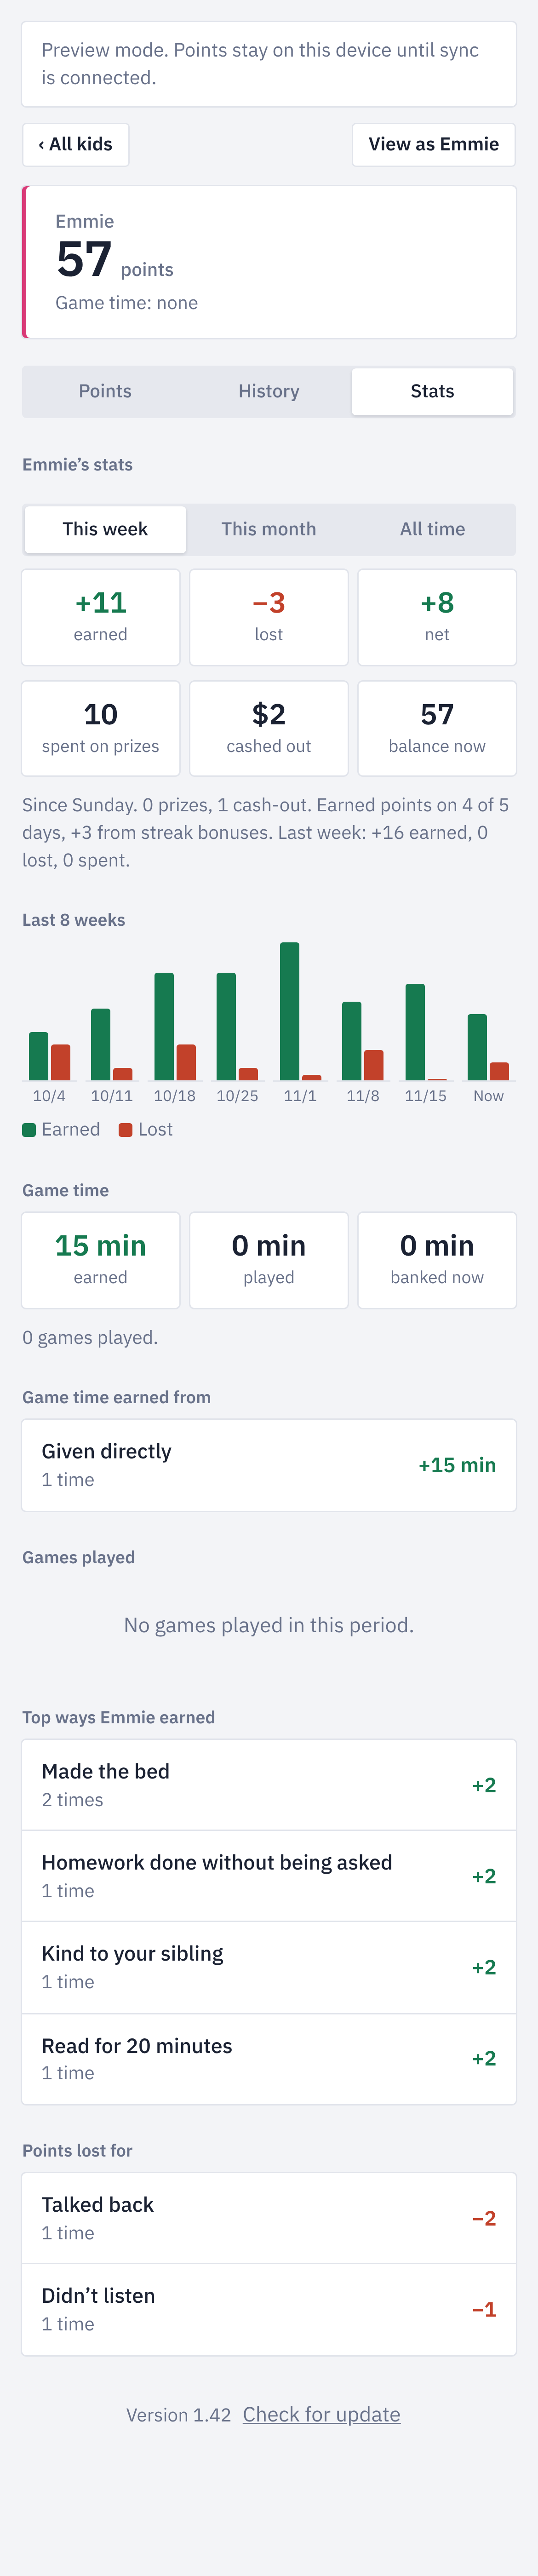 Preview mode. Points stay on this device until sync
is connected.
‹ All kids
View as Emmie
Emmie
57 points
Game time: none
Points
History
Stats
Emmie’s stats
This week
This month
All time
+11
earned
−3
lost
+8
net
10
spent on prizes
$2
cashed out
57
balance now
Since Sunday. 0 prizes, 1 cash-out. Earned points on 4 of 5
days, +3 from streak bonuses. Last week: +16 earned, 0
lost, 0 spent.
Last 8 weeks
10/4
10/11
10/18
10/25
11/1
11/8
11/15
Now
Earned
Lost
Game time
15 min
earned
0 min
played
0 min
banked now
0 games played.
Game time earned from
Given directly
1 time
+15 min
Games played
No games played in this period.
Top ways Emmie earned
Made the bed
2 times
+2
Homework done without being asked
1 time
+2
Kind to your sibling
1 time
+2
Read for 20 minutes
1 time
+2
Points lost for
Talked back
1 time
−2
Didn’t listen
1 time
−1
Version 1.42 Check for update